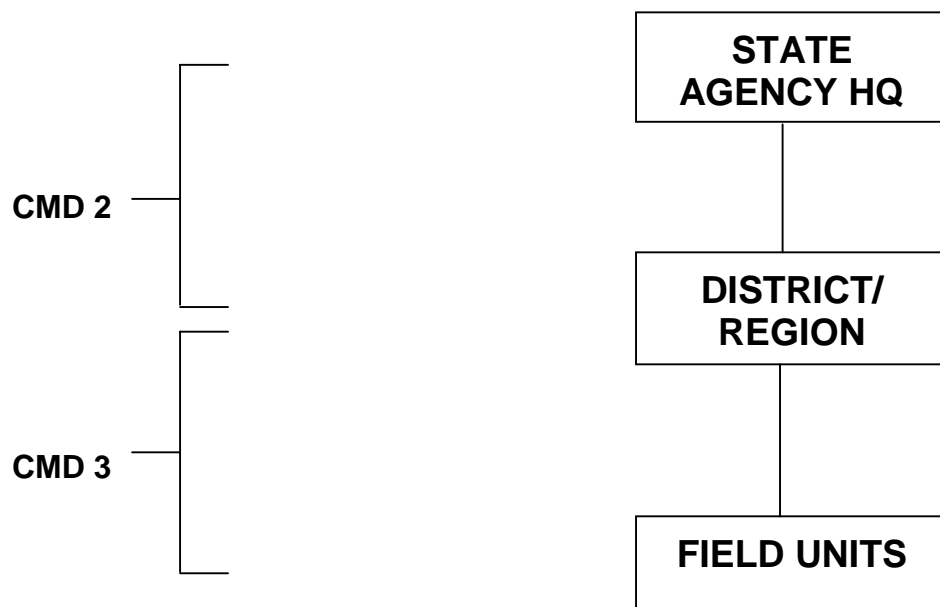 STATE
AGENCY HQ
CMD 2
DISTRICT/
REGION
CMD 3
FIELD UNITS